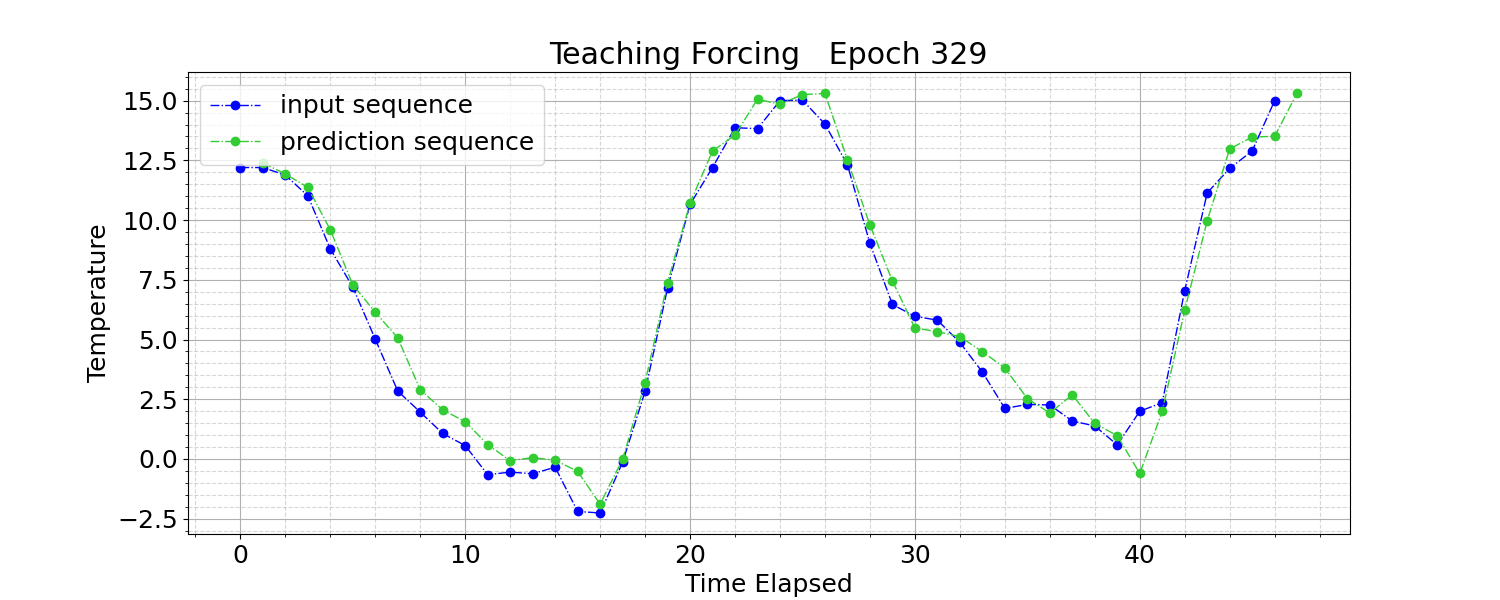 Teaching Forcing   Epoch 329
input sequence
prediction sequence
15.0
12.5
10.0
7.5
5.0
2.5
0.0
−2.5
Temperature
0 10 20 30 40
Time Elapsed